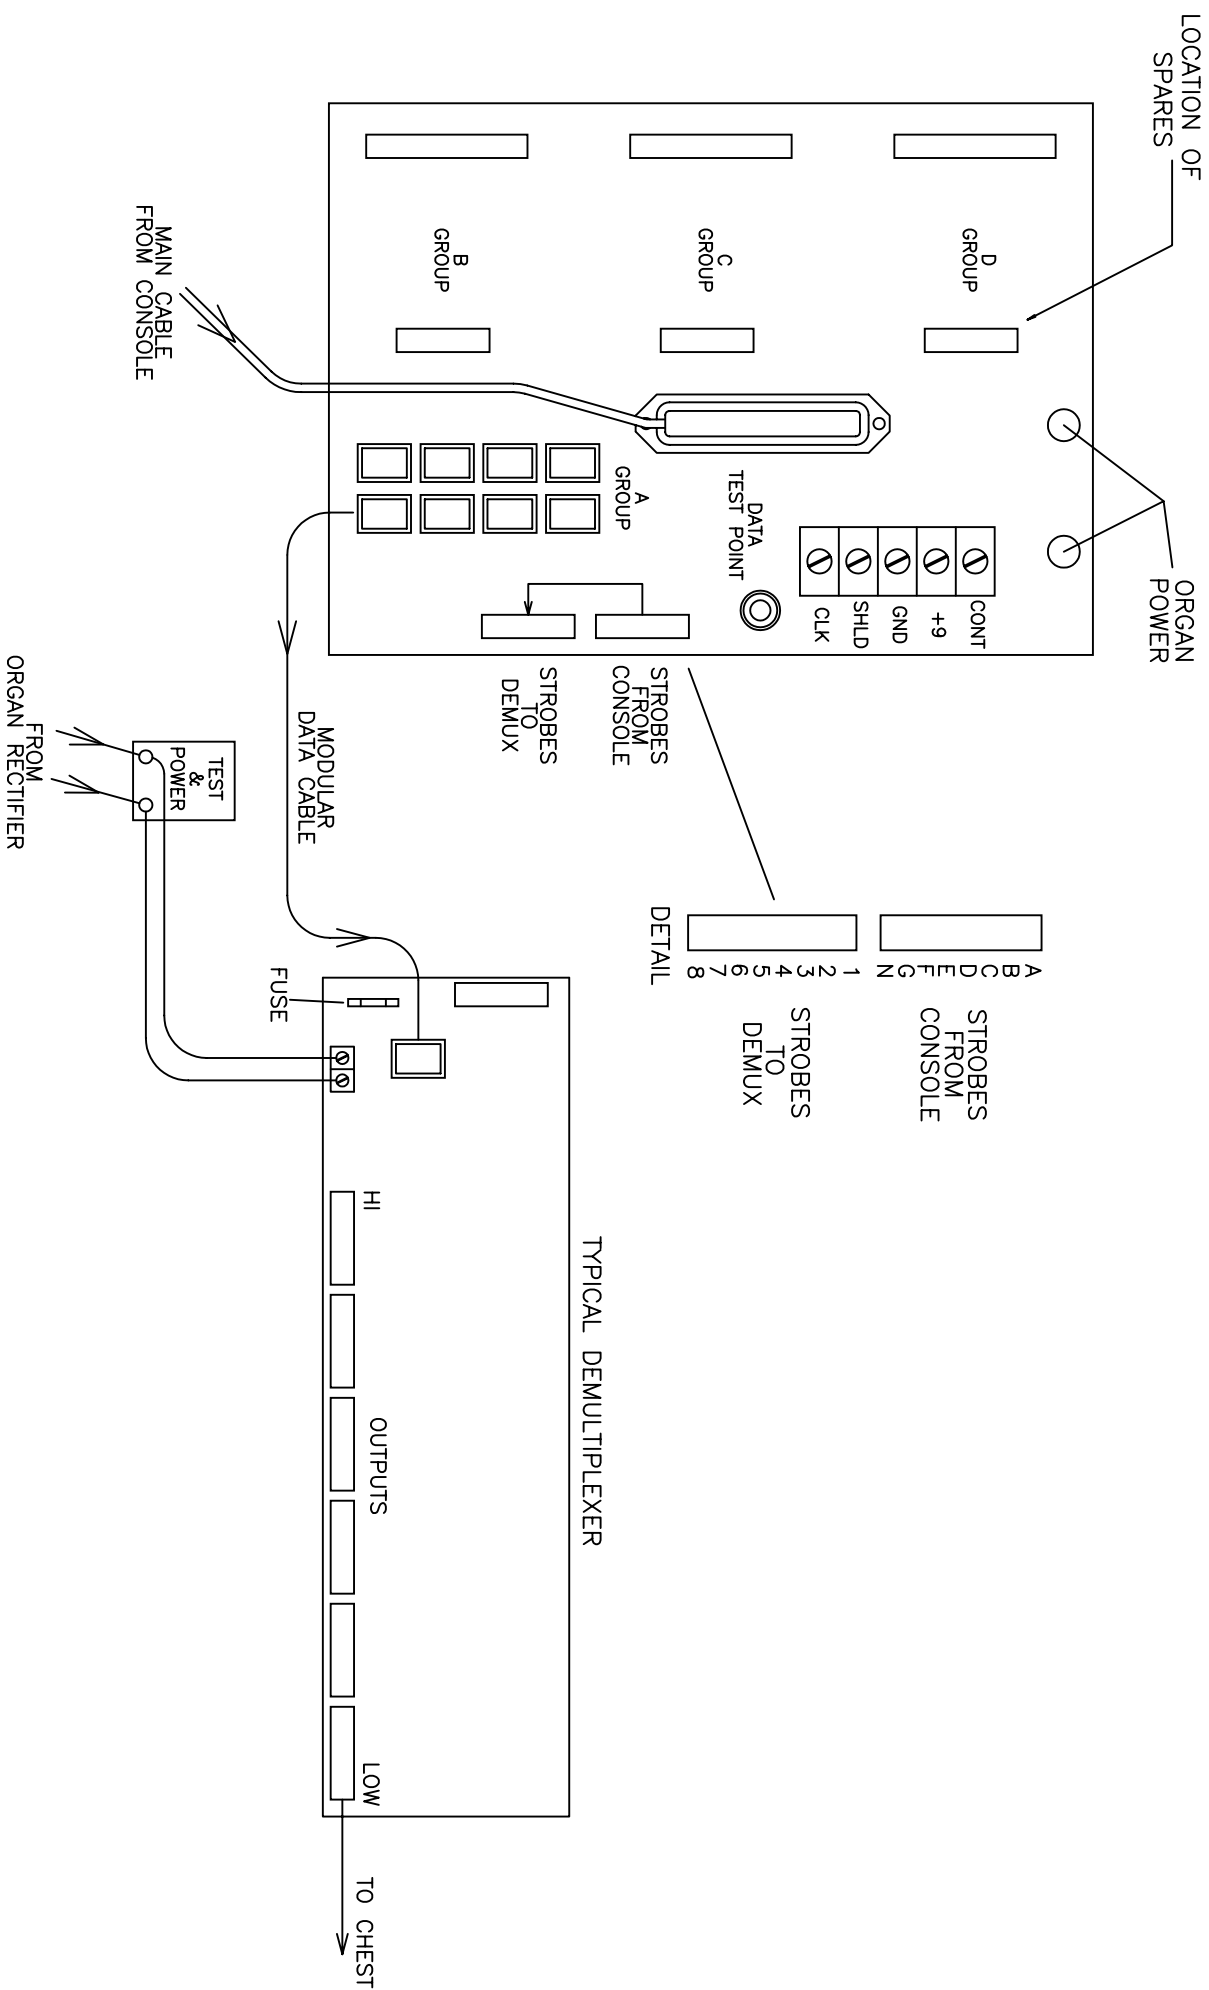 LOCATION OF
SPARES
ORGAN
POWER
D
GROUP
C
GROUP
B
GROUP
A
GROUP
CONT
+9
GND
SHLD
CLK
DATA
TEST POINT
MAIN CABLE
FROM CONSOLE
STROBES
FROM
CONSOLE
STROBES
TO
DEMUX
A
B
C
D
E
F
G
N
STROBES
FROM
CONSOLE
1
2
3
4
5
6
7
8
STROBES
TO
DEMUX
DETAIL
MODULAR
DATA CABLE
TEST
&
POWER
FROM
ORGAN RECTIFIER
FUSE
TYPICAL DEMULTIPLEXER
HI
OUTPUTS
LOW
TO CHEST